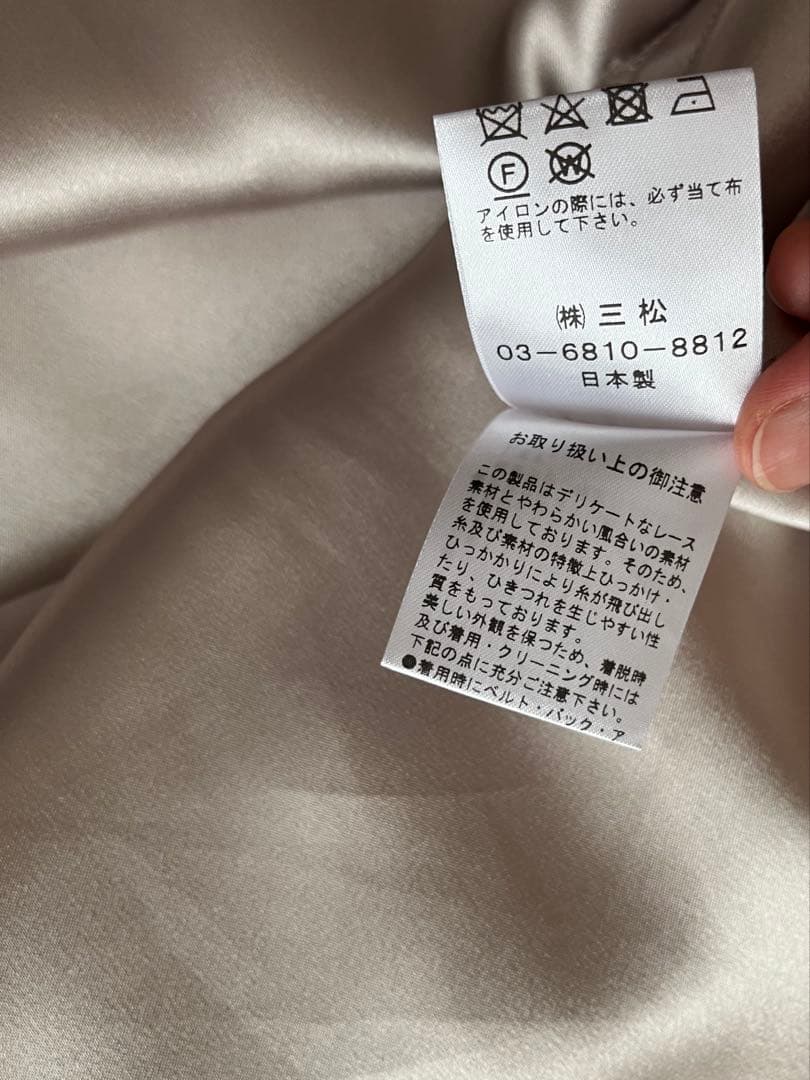 F
W
アイロンの際には、必ず当て布
を使用して下さい。
㈱三松
03-6810-8812
日本製
お取り扱い上の御注意
この製品はデリケートなレース
素材とやわらかい風合いの素材
を使用しております。そのため、
糸及び素材の特徴上ひっかけ・
ひっかかりにより糸が飛び出し
たり、ひきつれを生じやすい性
質をもっております。
美しい外観を保つため、着脱時
及び着用・クリーニング時には
下記の点に充分ご注意下さい。
●着用時にベルト・バック・ア